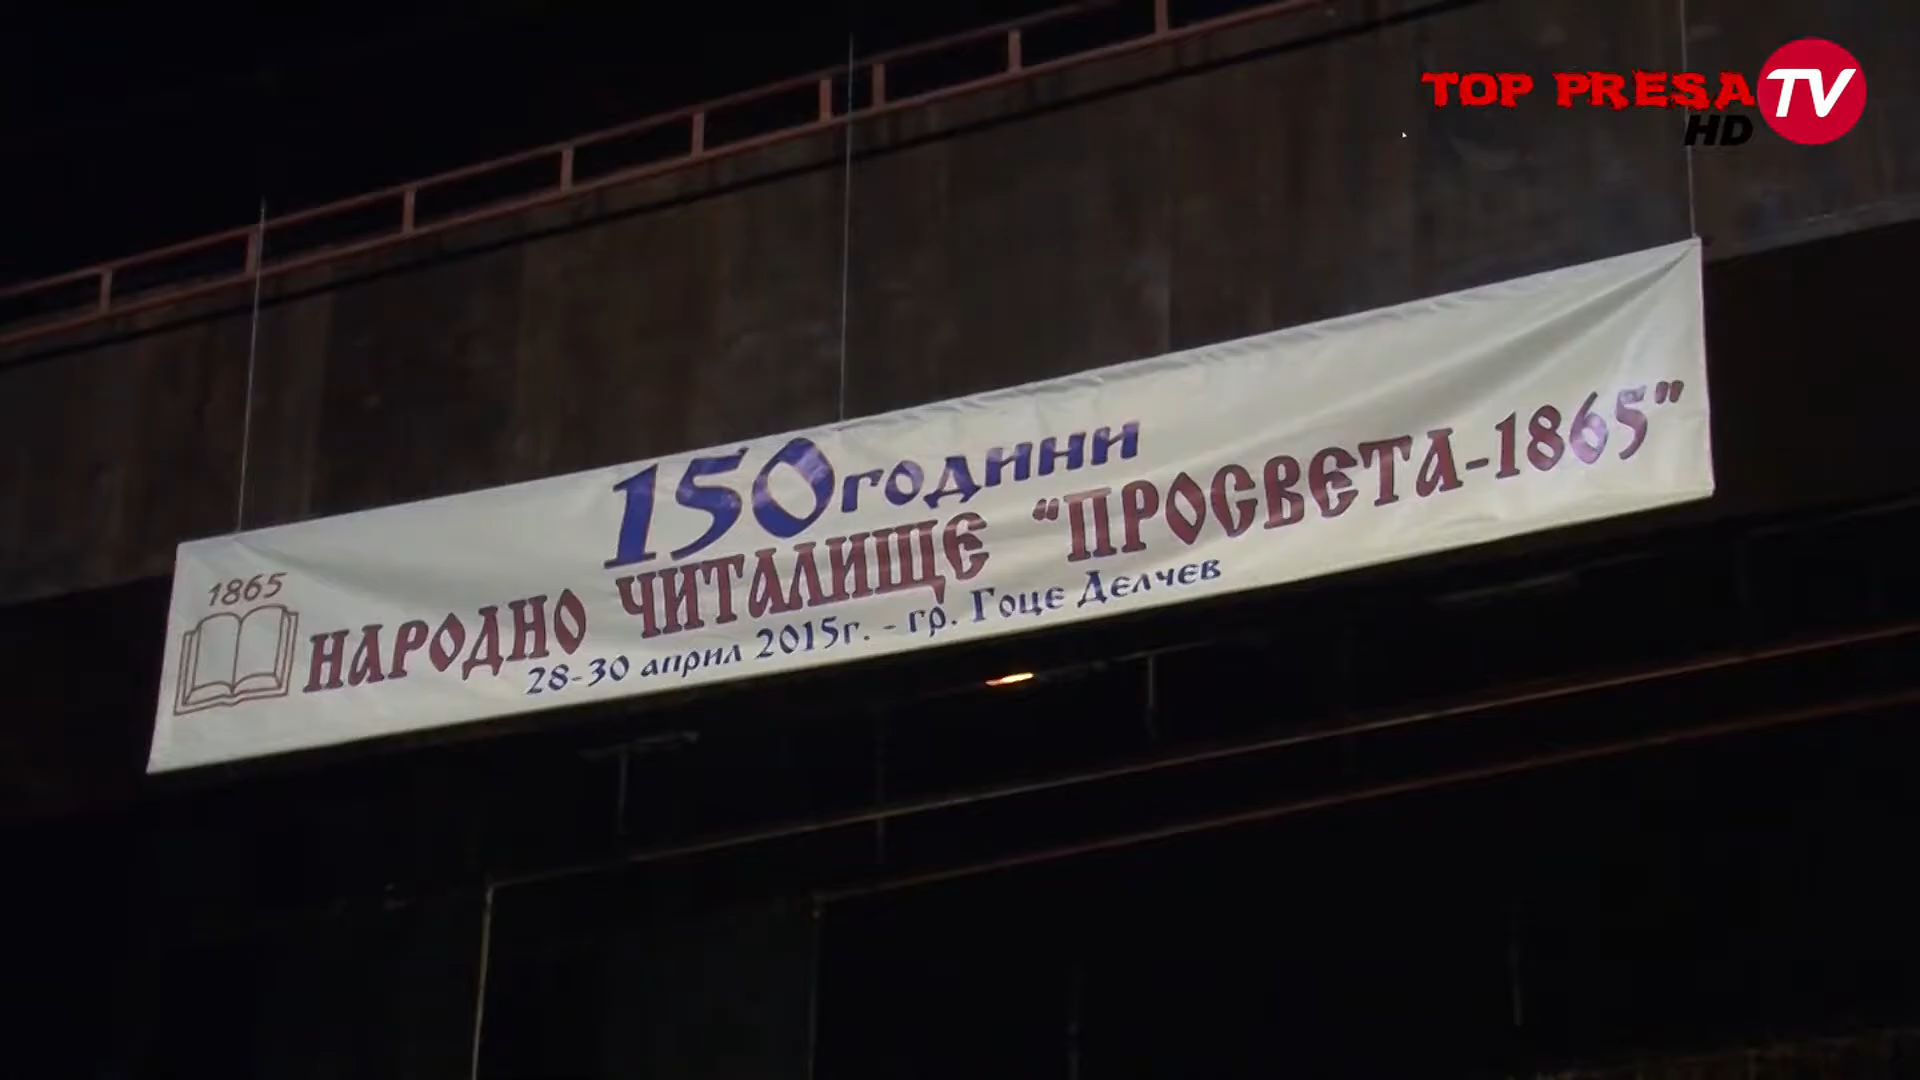 TOP PRESA TV
HD
150 години
1865
НАРОДНО ЧИТАЛИЩЕ "ПРОСВЕТА-1865"
28-30 април 2015г. - гр. Гоце Делчев